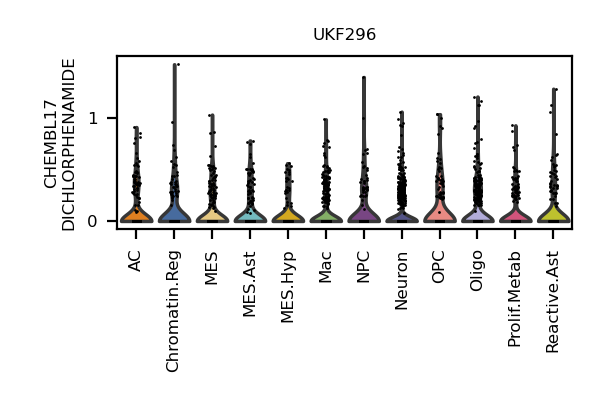 UKF296
CHEMBL17
DICHLORPHENAMIDE
1
0
AC
Chromatin.Reg
MES
MES.Ast
MES.Hyp
Mac
NPC
Neuron
OPC
Oligo
Prolif.Metab
Reactive.Ast